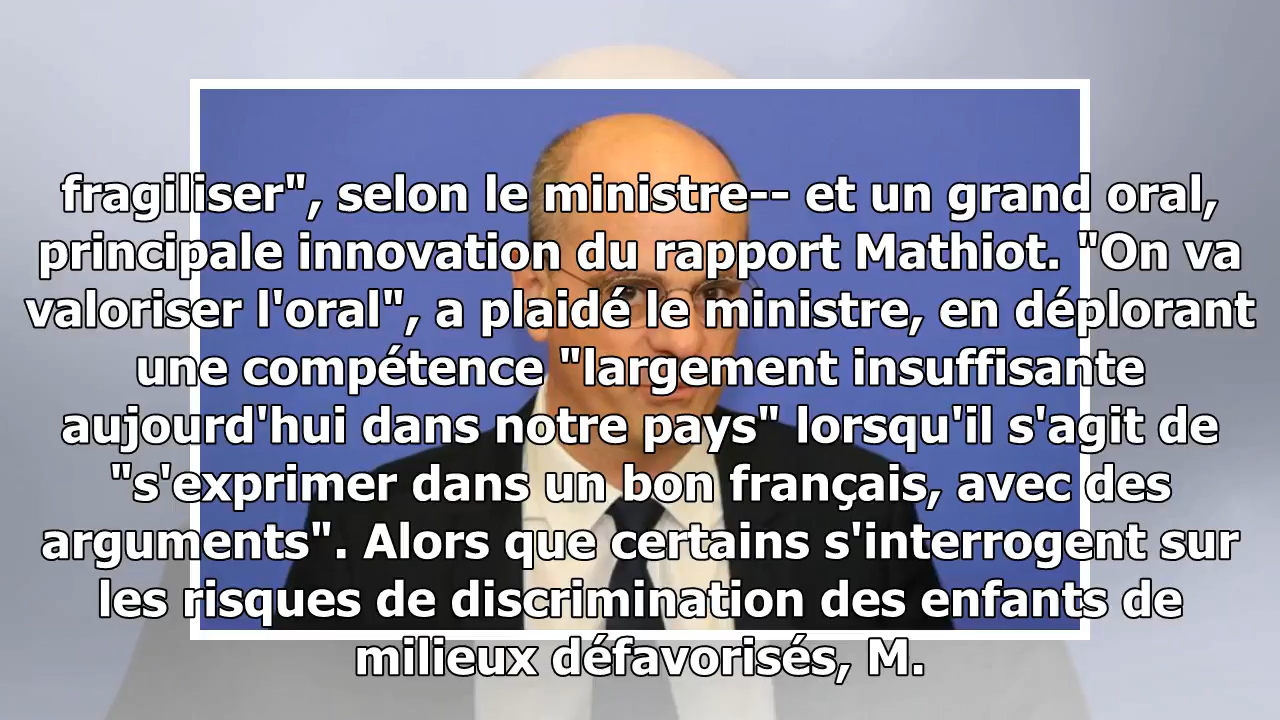 fragiliser", selon le ministre-- et un grand oral,
principale innovation du rapport Mathiot. "On va
valoriser l'oral", a plaidé le ministre, en déplorant
une compétence "largement insuffisante
aujourd'hui dans notre pays" lorsqu'il s'agit de
"s'exprimer dans un bon français, avec des
arguments". Alors que certains s'interrogent sur
les risques de discrimination des enfants de
milieux défavorisés, M.